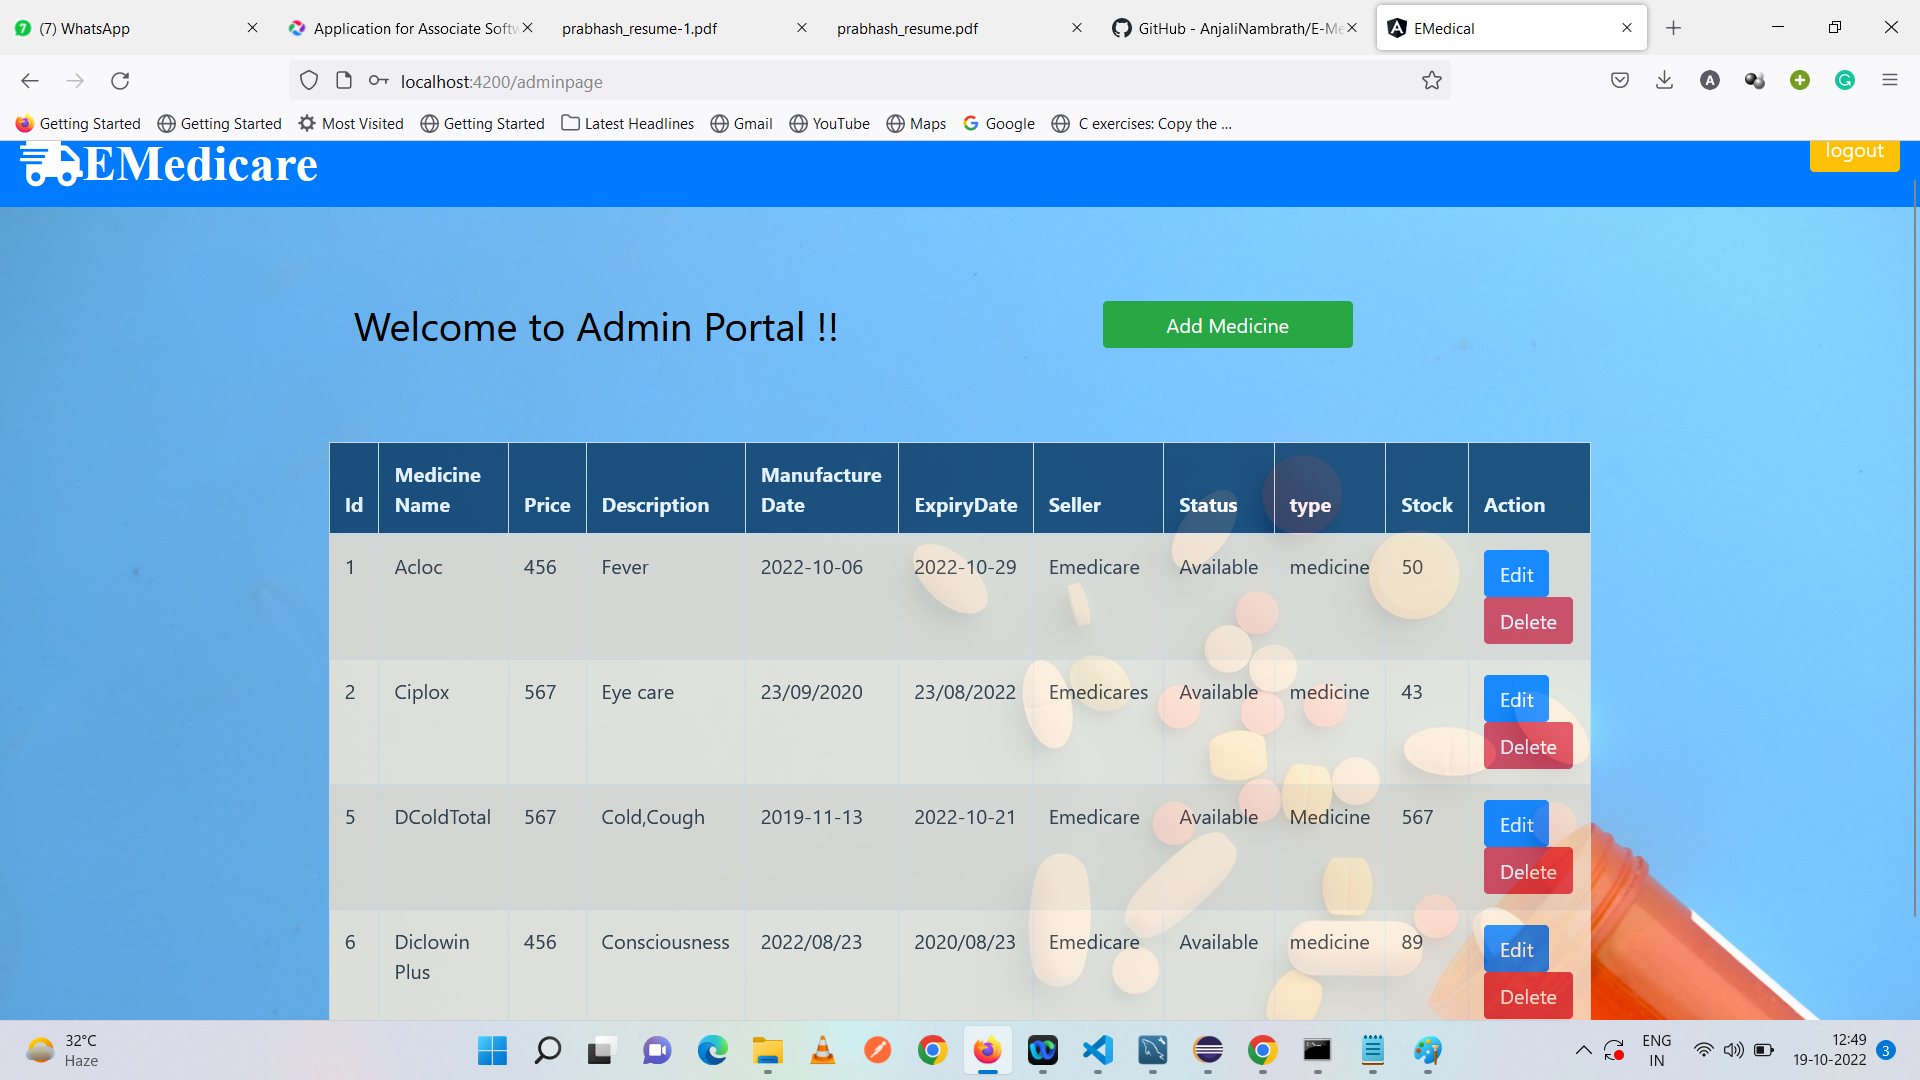 (7) WhatsApp
Application for Associate Softw
prabhash_resume-1.pdf
prabhash_resume.pdf
GitHub - AnjaliNambrath/E-Me
EMedical
localhost:4200/adminpage
Getting Started
Getting Started
Most Visited
Getting Started
Latest Headlines
Gmail
YouTube
Maps
Google
C exercises: Copy the ...
EMedicare
logout
Welcome to Admin Portal !!
Add Medicine
Id Medicine Name Price Description Manufacture Date ExpiryDate Seller Status type Stock Action
1 Acloc 456 Fever 2022-10-06 2022-10-29 Emedicare Available medicine 50 Edit
Delete
2 Ciplox 567 Eye care 23/09/2020 23/08/2022 Emedicares Available medicine 43 Edit
Delete
5 DColdTotal 567 Cold,Cough 2019-11-13 2022-10-21 Emedicare Available Medicine 567 Edit
Delete
6 Diclowin Plus 456 Consciousness 2022/08/23 2020/08/23 Emedicare Available medicine 89 Edit
Delete
32°C
Haze
ENG
IN
12:49
19-10-2022
3